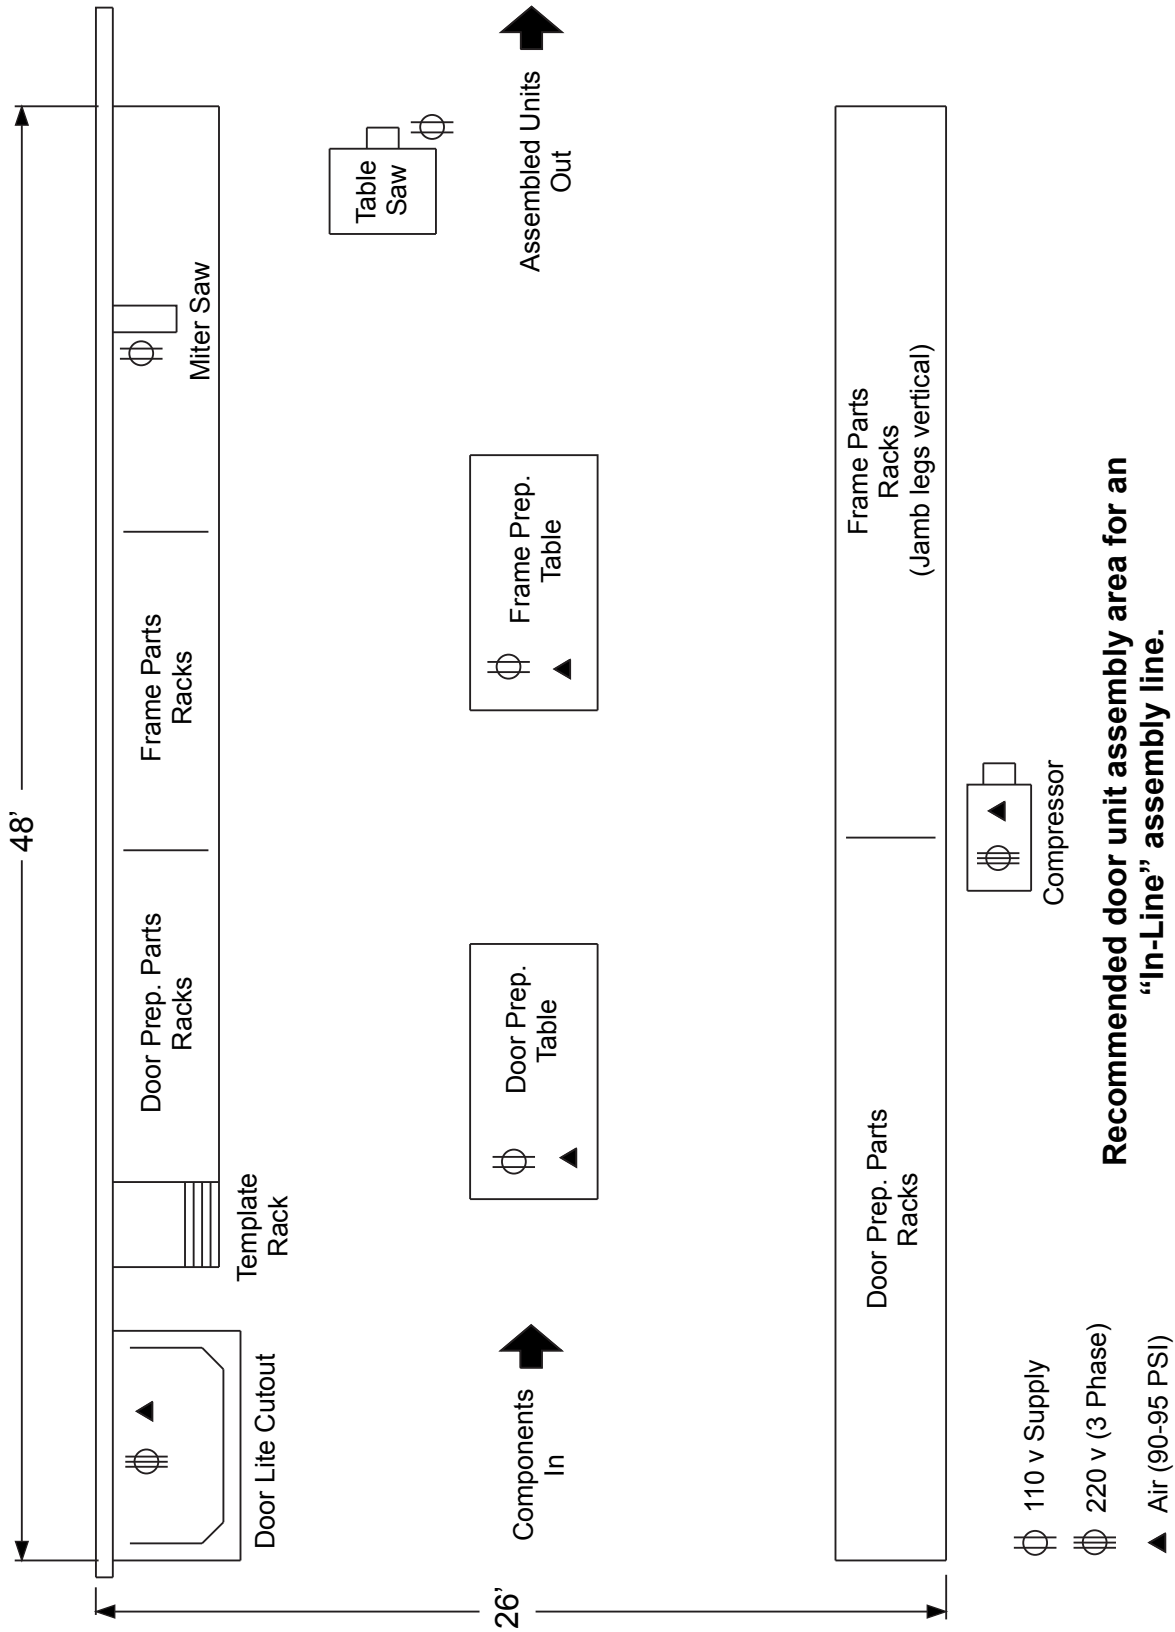 48’
26’
Door Lite Cutout
Template
Rack
Door Prep. Parts
Racks
Frame Parts
Racks
Miter Saw
Table
Saw
Components
In
Door Prep.
Table
Frame Prep.
Table
Assembled Units
Out
Door Prep. Parts
Racks
Frame Parts
Racks
(Jamb legs vertical)
Compressor
110 v Supply
220 v (3 Phase)
Air (90-95 PSI)
Recommended door unit assembly area for an
“In-Line” assembly line.